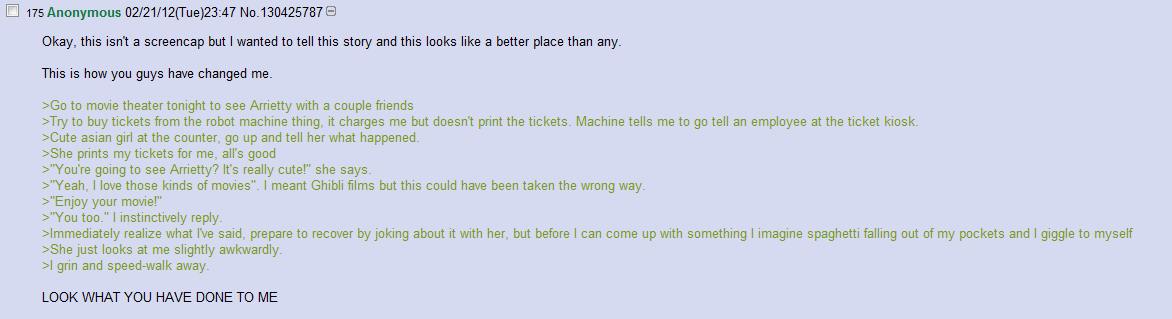 175 Anonymous 02/21/12(Tue)23:47 No.130425787
Okay, this isn't a screencap but I wanted to tell this story and this looks like a better place than any.
This is how you guys have changed me.
>Go to movie theater tonight to see Arrietty with a couple friends
>Try to buy tickets from the robot machine thing, it charges me but doesn't print the tickets. Machine tells me to go tell an employee at the ticket kiosk.
>Cute asian girl at the counter, go up and tell her what happened.
>She prints my tickets for me, all's good
>"You're going to see Arrietty? It's really cute!" she says.
>"Yeah, I love those kinds of movies". I meant Ghibli films but this could have been taken the wrong way.
>"Enjoy your movie!"
>"You too." I instinctively reply.
>Immediately realize what I've said, prepare to recover by joking about it with her, but before I can come up with something I imagine spaghetti falling out of my pockets and I giggle to myself
>She just looks at me slightly awkwardly.
>I grin and speed-walk away.
LOOK WHAT YOU HAVE DONE TO ME